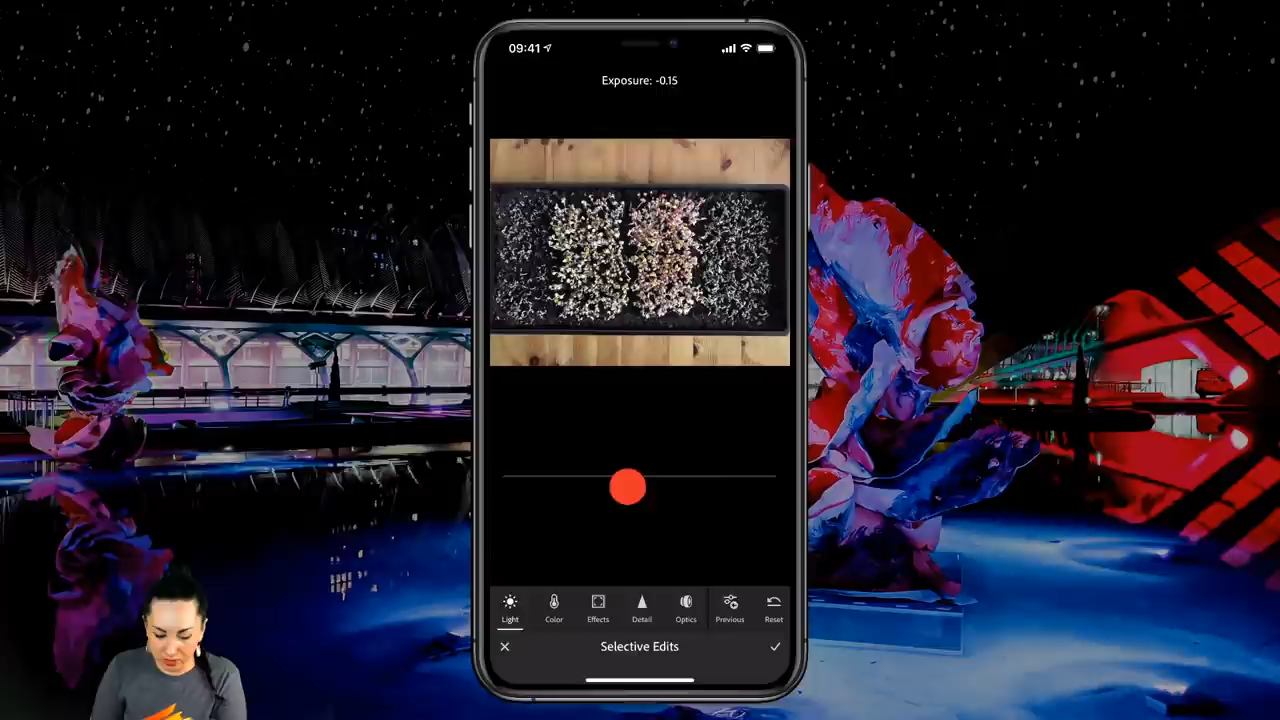 09:41
Exposure: -0.15
Light Color Effects Detail Optics Previous Reset
Selective Edits